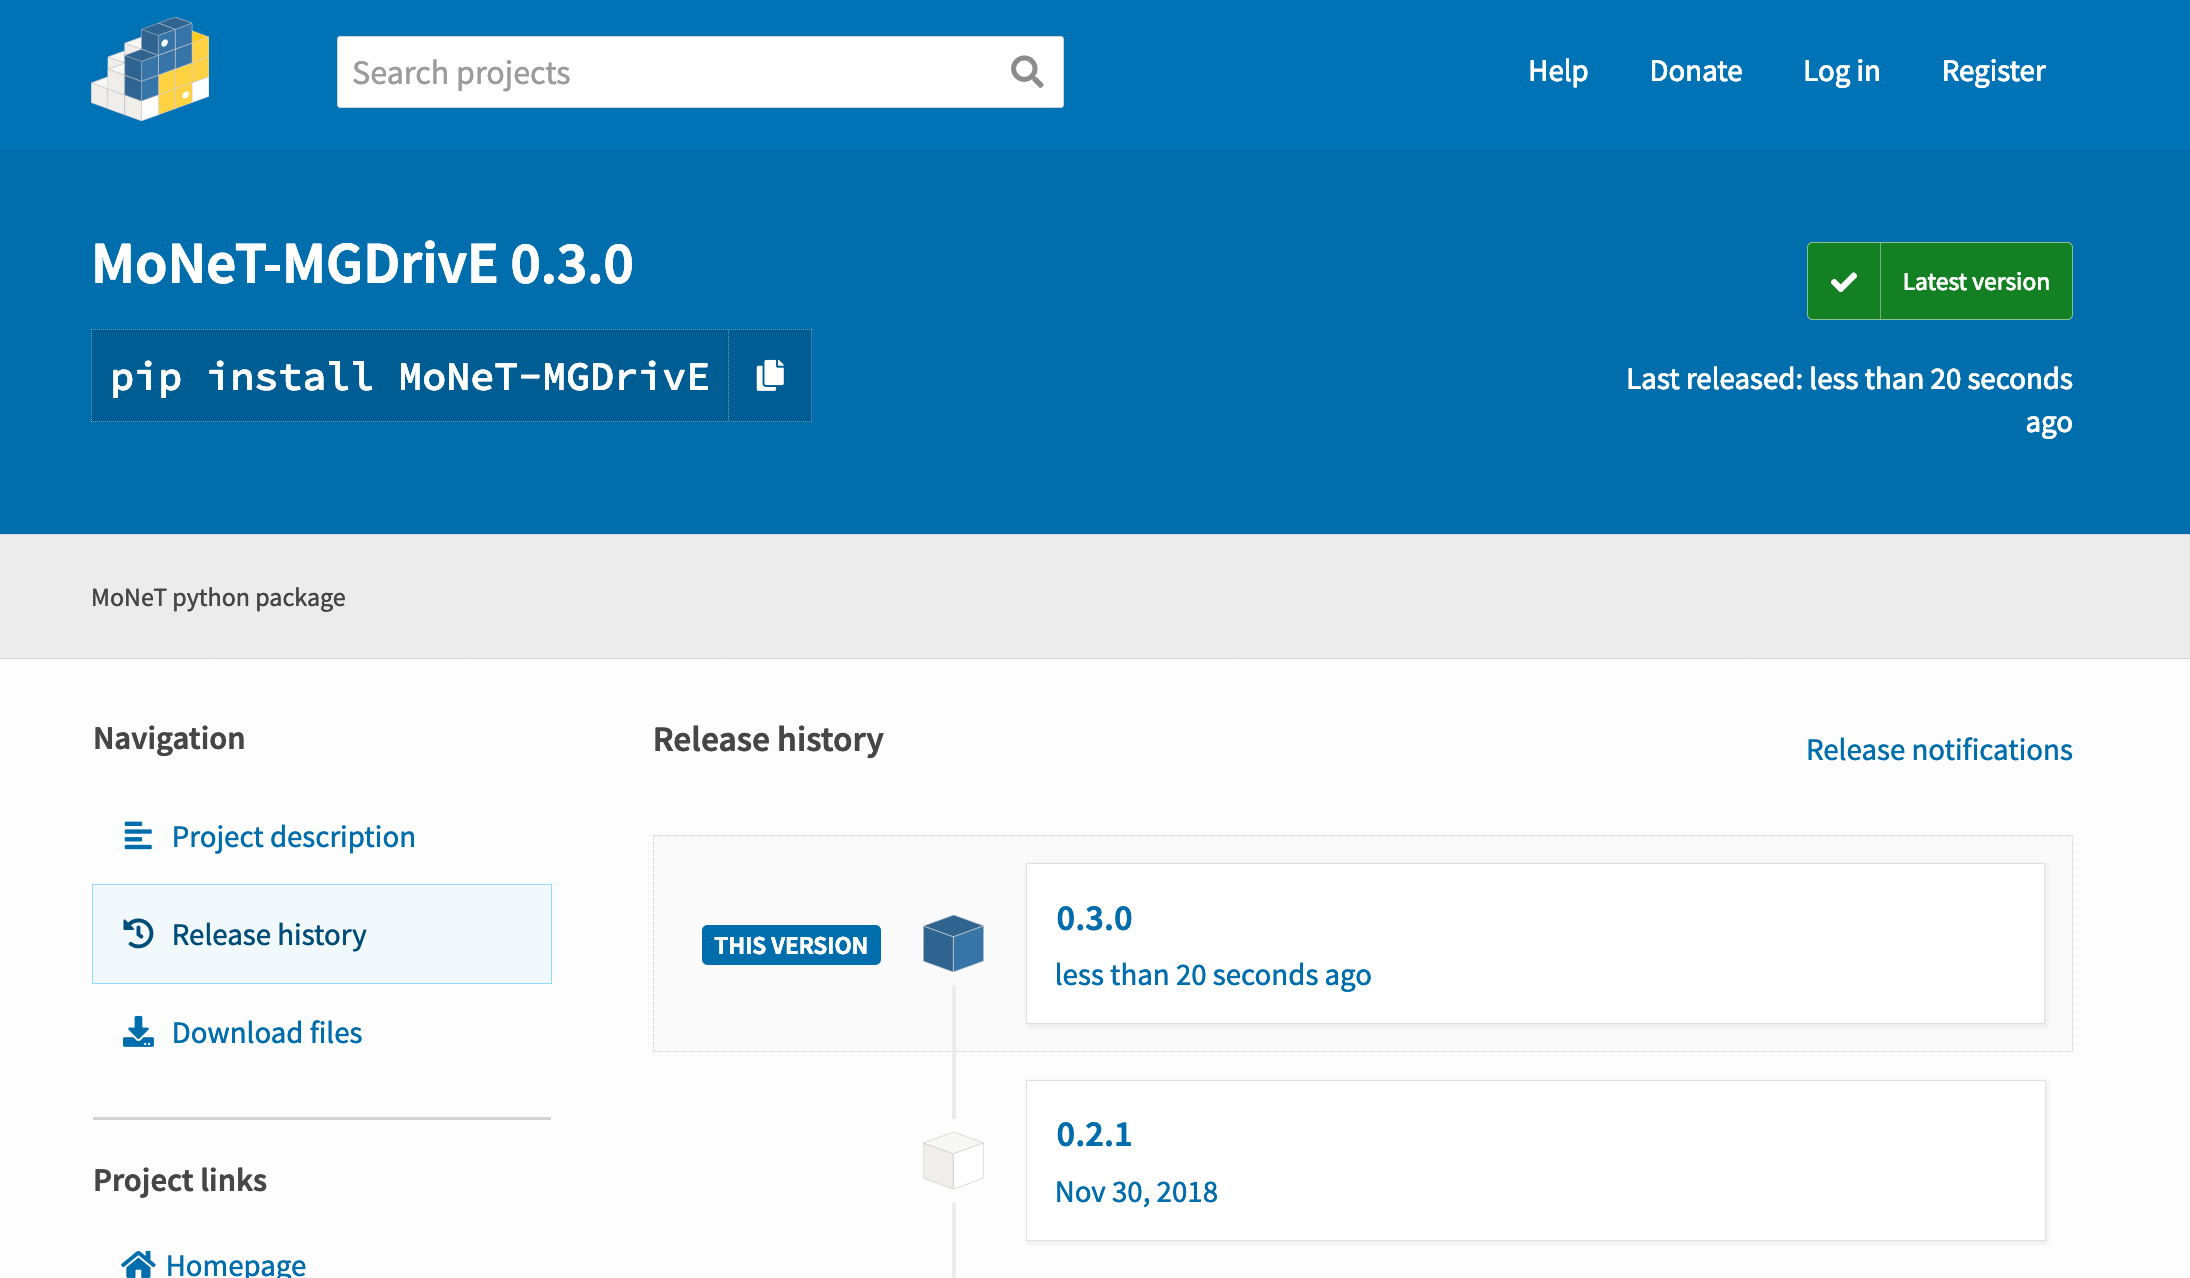 Search projects
Help
Donate
Log in
Register
MoNeT-MGDrivE 0.3.0
pip install MoNeT-MGDrivE
Latest version
Last released: less than 20 seconds
ago
MoNeT python package
Navigation
Project description
Release history
Download files
Project links
Homepage
Release history
Release notifications
THIS VERSION
0.3.0
less than 20 seconds ago
0.2.1
Nov 30, 2018